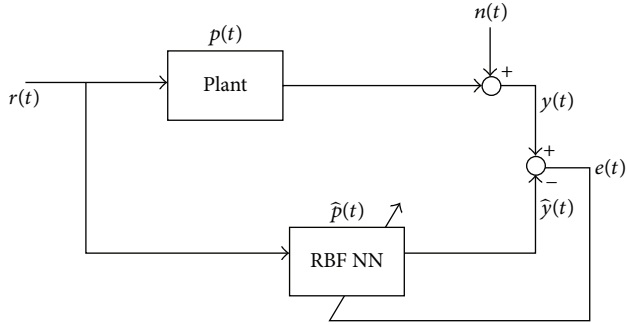 n(t)
p(t)
+
Plant
r(t)
y(t)
+
e(t)
−
p̂(t)
ŷ(t)
RBF NN